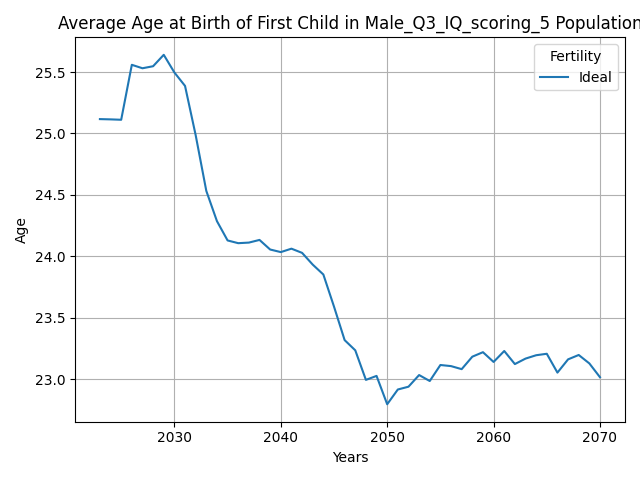 Average Age at Birth of First Child in Male_Q3_IQ_scoring_5 Population
Fertility
Ideal
25.5
25.0
24.5
24.0
23.5
23.0
Age
2030 2040 2050 2060 2070
Years